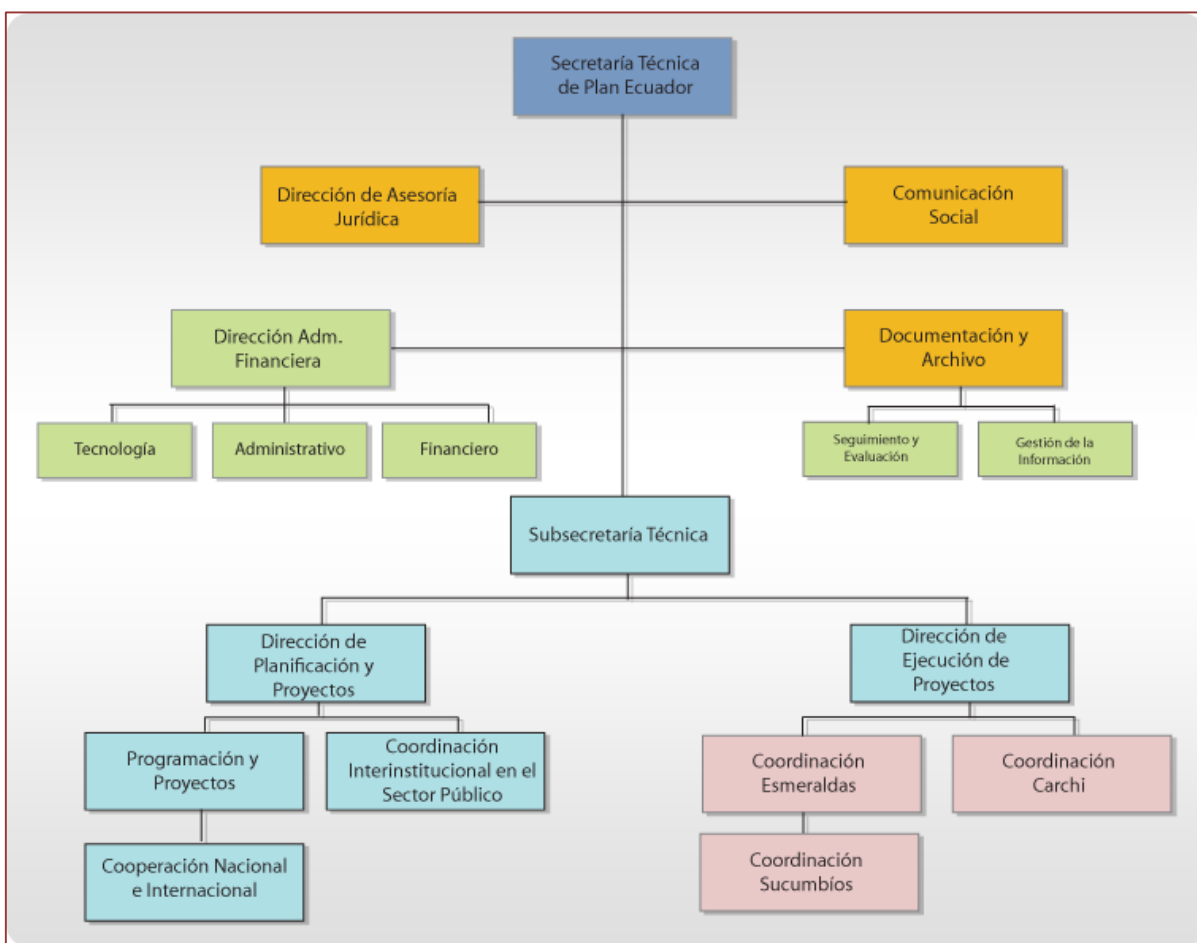 Secretaría Técnica
de Plan Ecuador
Dirección de Asesoría
Jurídica
Comunicación
Social
Dirección Adm.
Financiera
Documentación y
Archivo
Tecnología
Administrativo
Financiero
Seguimiento y
Evaluación
Gestión de la
Información
Subsecretaría Técnica
Dirección de
Planificación y
Proyectos
Dirección de
Ejecución de
Proyectos
Programación y
Proyectos
Coordinación
Interinstitucional en el
Sector Público
Coordinación
Esmeraldas
Coordinación
Carchi
Cooperación Nacional
e Internacional
Coordinación
Sucumbíos